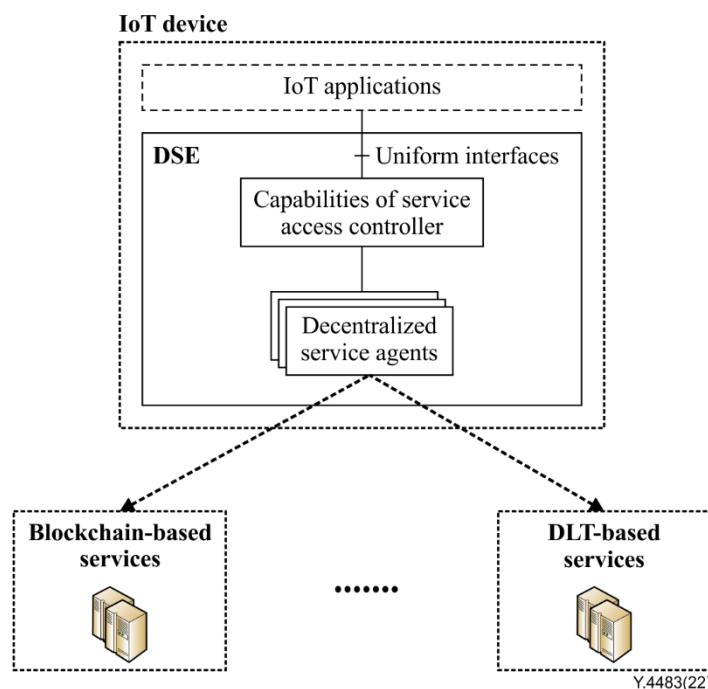 IoT device
IoT applications
DSE
Uniform interfaces
Capabilities of service
access controller
Decentralized
service agents
Blockchain-based
services
.......
DLT-based
services
Y.4483(22)